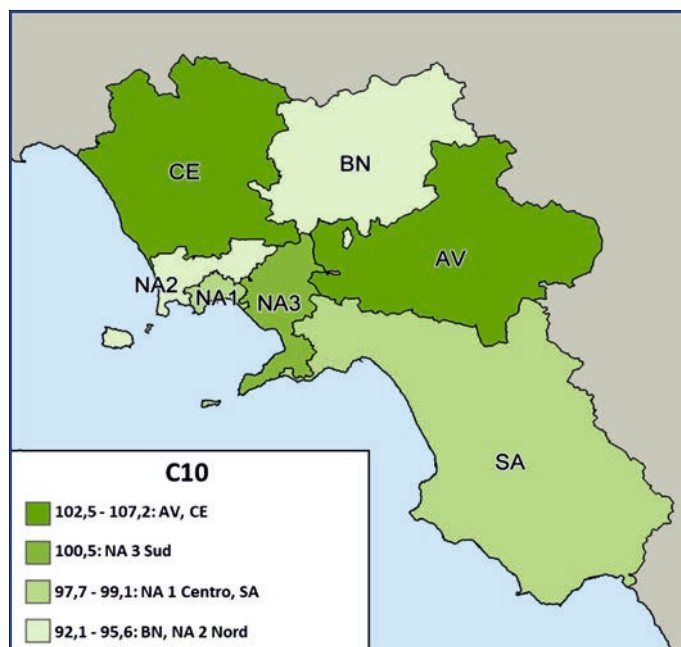 CE
BN
AV
NA2
NA1
NA3
SA
C10
102,5 - 107,2: AV, CE
100,5: NA 3 Sud
97,7 - 99,1: NA 1 Centro, SA
92,1 - 95,6: BN, NA 2 Nord